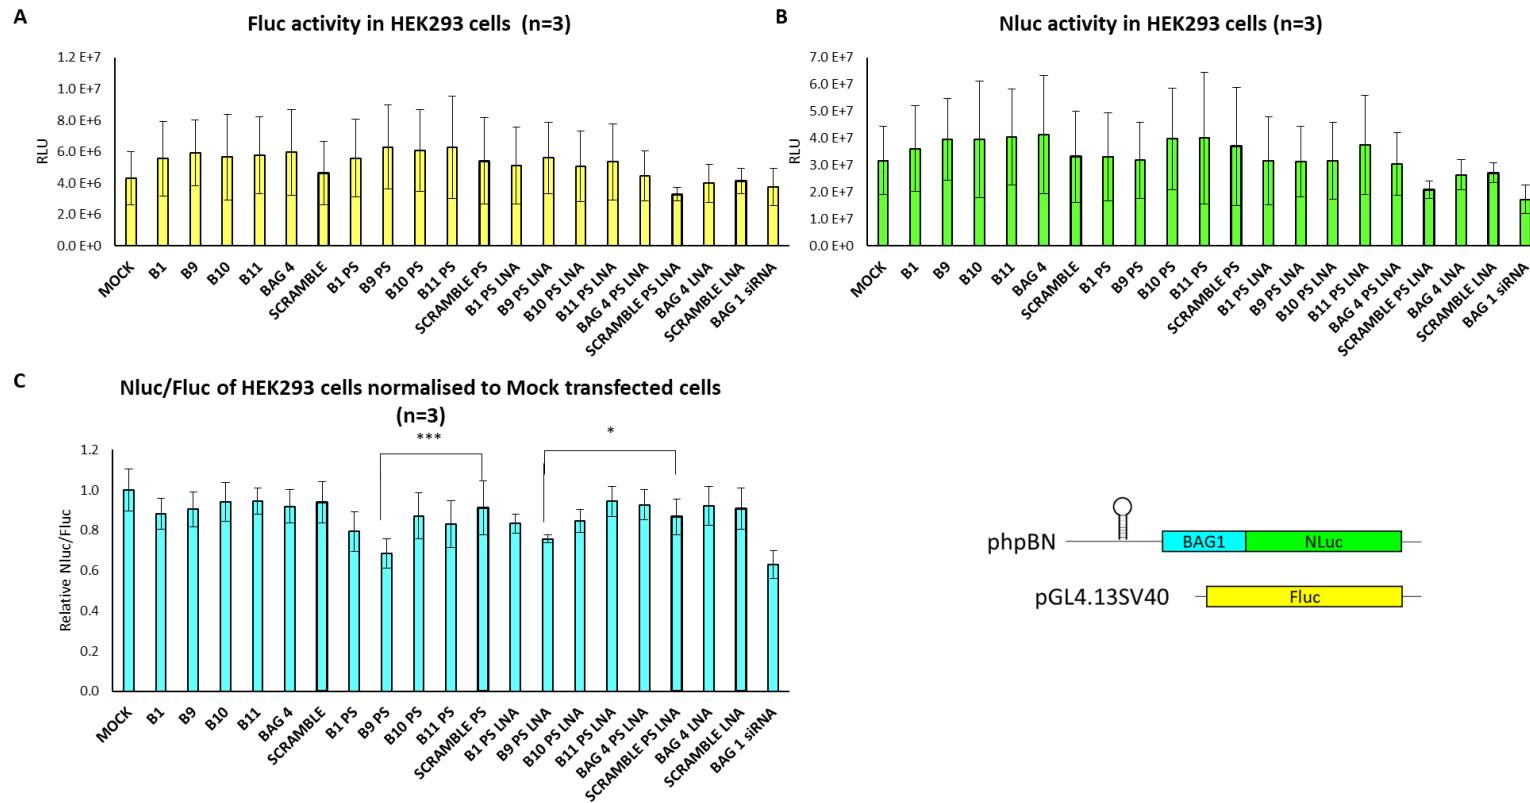 A
Fluc activity in HEK293 cells (n=3)
1.2 E+7
1.0 E+7
8.0 E+6
6.0 E+6
4.0 E+6
2.0 E+6
0.0 E+0
RLU
MOCK
B1
B9
B10
B11
BAG 4
SCRAMBLE
B1 PS
B9 PS
B10 PS
B11 PS
SCRAMBLE PS
B1 PS LNA
B9 PS LNA
B10 PS LNA
B11 PS LNA
BAG 4 PS LNA
SCRAMBLE PS LNA
BAG 4 LNA
SCRAMBLE LNA
BAG 1 siRNA
B
Nluc activity in HEK293 cells (n=3)
7.0 E+7
6.0 E+7
5.0 E+7
4.0 E+7
3.0 E+7
2.0 E+7
1.0 E+7
0.0 E+0
RLU
MOCK
B1
B9
B10
B11
BAG 4
SCRAMBLE
B1 PS
B9 PS
B10 PS
B11 PS
SCRAMBLE PS
B1 PS LNA
B9 PS LNA
B10 PS LNA
B11 PS LNA
BAG 4 PS LNA
SCRAMBLE PS LNA
BAG 4 LNA
SCRAMBLE LNA
BAG 1 siRNA
C
Nluc/Fluc of HEK293 cells normalised to Mock transfected cells
(n=3)
***
*
1.2
1.0
0.8
0.6
0.4
0.2
0.0
Relative Nluc/Fluc
MOCK
B1
B9
B10
B11
BAG 4
SCRAMBLE
B1 PS
B9 PS
B10 PS
B11 PS
SCRAMBLE PS
B1 PS LNA
B9 PS LNA
B10 PS LNA
B11 PS LNA
BAG 4 PS LNA
SCRAMBLE PS LNA
BAG 4 LNA
SCRAMBLE LNA
BAG 1 siRNA
phpBN
BAG1
NLuc
pGL4.13SV40
Fluc